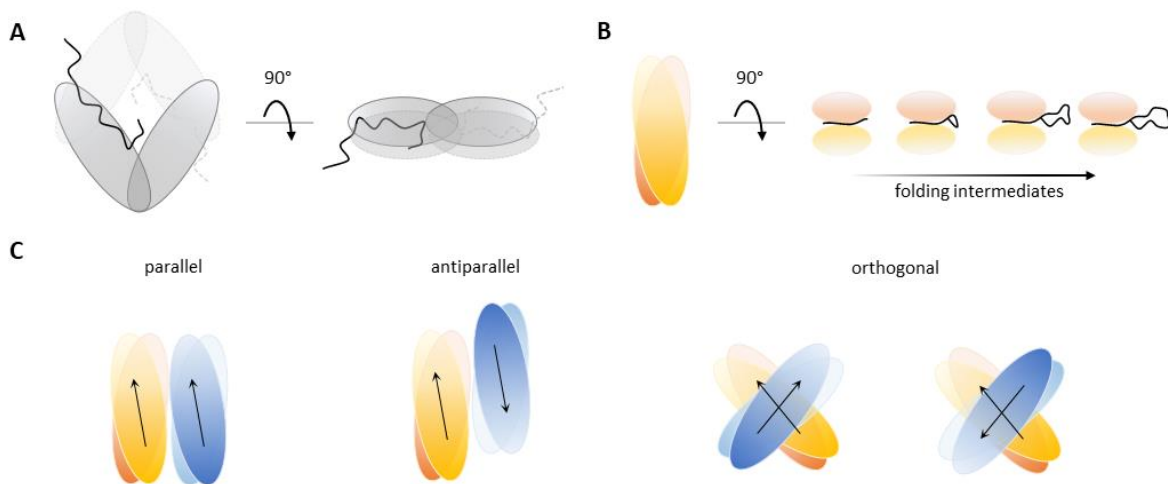 A
90°
B
90°
folding intermediates
C
parallel
antiparallel
orthogonal